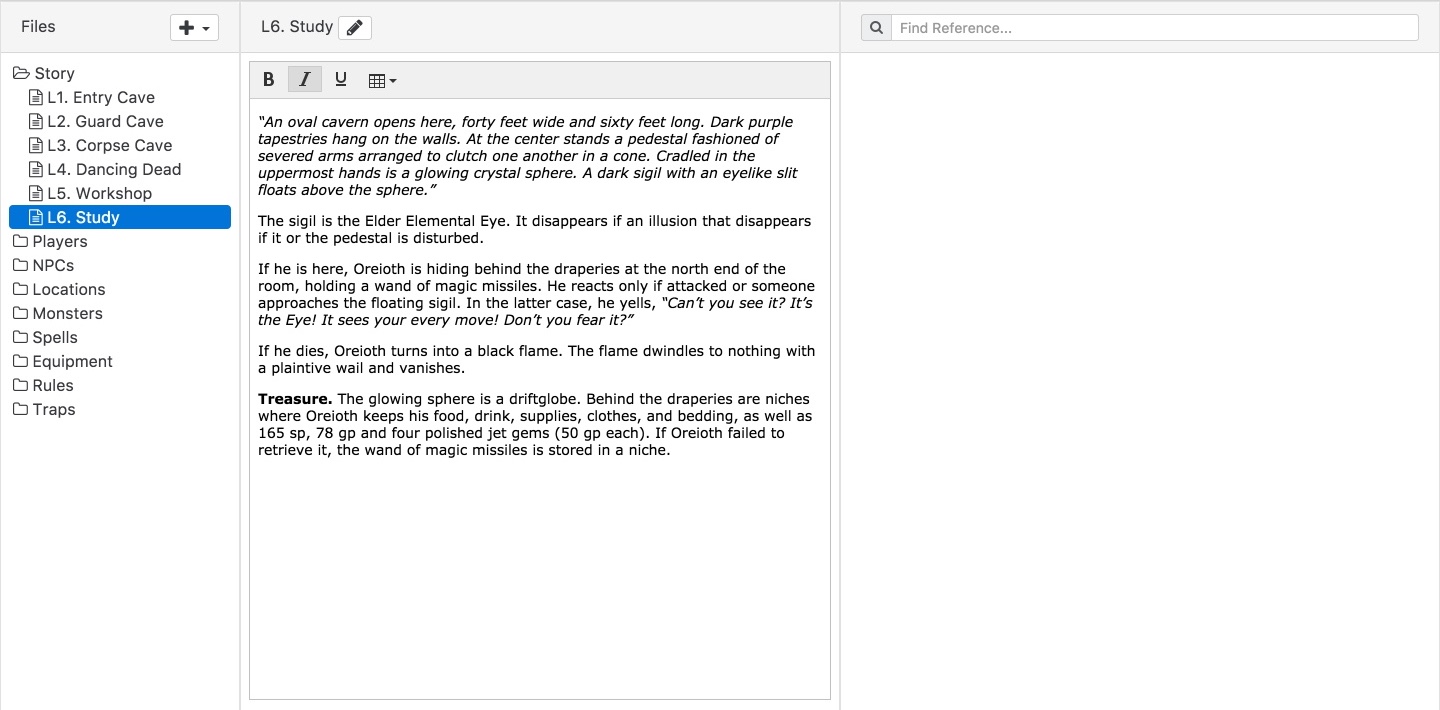 Files
L6. Study
Find Reference...
Story
L1. Entry Cave
L2. Guard Cave
L3. Corpse Cave
L4. Dancing Dead
L5. Workshop
L6. Study
Players
NPCs
Locations
Monsters
Spells
Equipment
Rules
Traps
B I U
“An oval cavern opens here, forty feet wide and sixty feet long. Dark purple
tapestries hang on the walls. At the center stands a pedestal fashioned of
severed arms arranged to clutch one another in a cone. Cradled in the
uppermost hands is a glowing crystal sphere. A dark sigil with an eyelike slit
floats above the sphere.”
The sigil is the Elder Elemental Eye. It disappears if an illusion that disappears
if it or the pedestal is disturbed.
If he is here, Oreioth is hiding behind the draperies at the north end of the
room, holding a wand of magic missiles. He reacts only if attacked or someone
approaches the floating sigil. In the latter case, he yells, “Can’t you see it? It’s
the Eye! It sees your every move! Don’t you fear it?”
If he dies, Oreioth turns into a black flame. The flame dwindles to nothing with
a plaintive wail and vanishes.
Treasure. The glowing sphere is a driftglobe. Behind the draperies are niches
where Oreioth keeps his food, drink, supplies, clothes, and bedding, as well as
165 sp, 78 gp and four polished jet gems (50 gp each). If Oreioth failed to
retrieve it, the wand of magic missiles is stored in a niche.